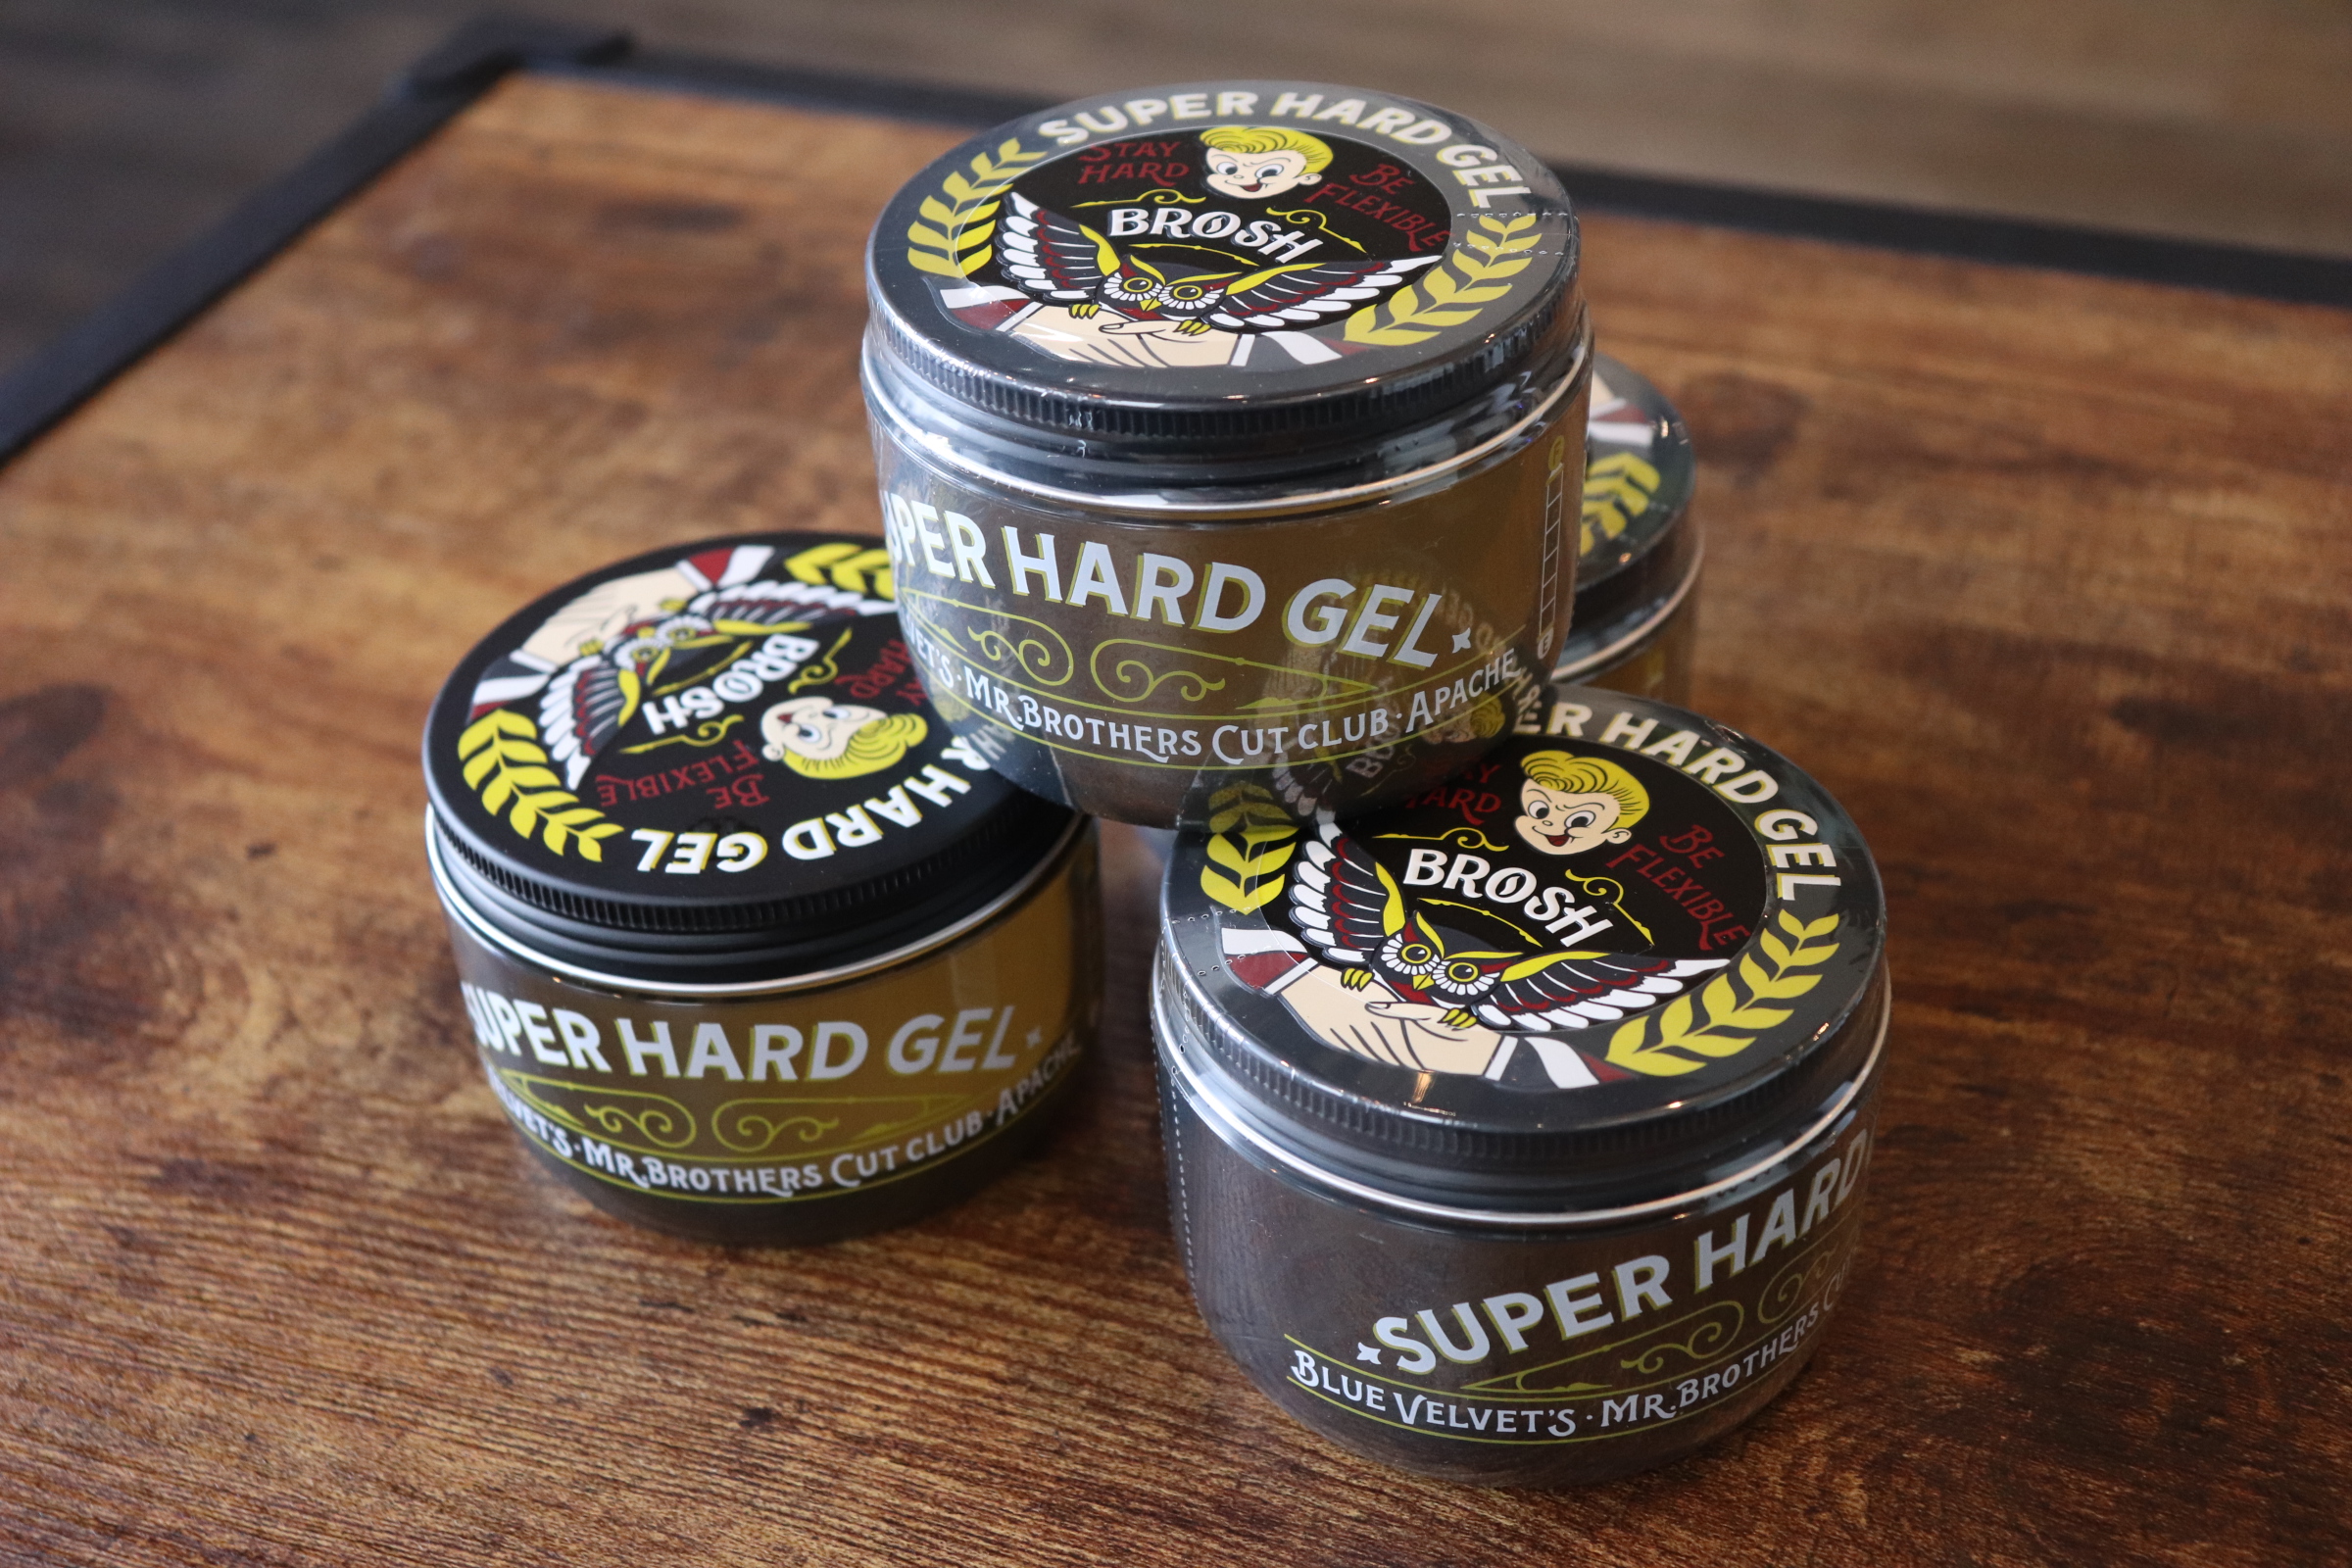 SUPER HARD GEL
STAY HARD
BE FLEXIBLE
BROSH
SUPER HARD GEL
MR.BROTHERS CUT CLUB · APACHE
F
E
BE FLEXIBLE
BROSH
HARD
HARD GEL
SUPER HARD GEL
VELVET'S · MR.BROTHERS CUT CLUB · APACHE
HARD GEL
BE FLEXIBLE
BROSH
SUPER HARD
BLUE VELVET'S · MR.BROTHERS